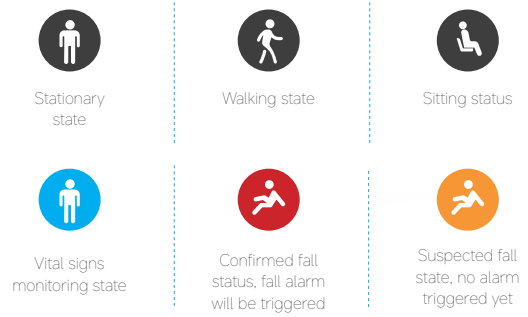 Stationary
state
Walking state
Sitting status
Vital signs
monitoring state
Confirmed fall
status, fall alarm
will be triggered
Suspected fall
state, no alarm
triggered yet